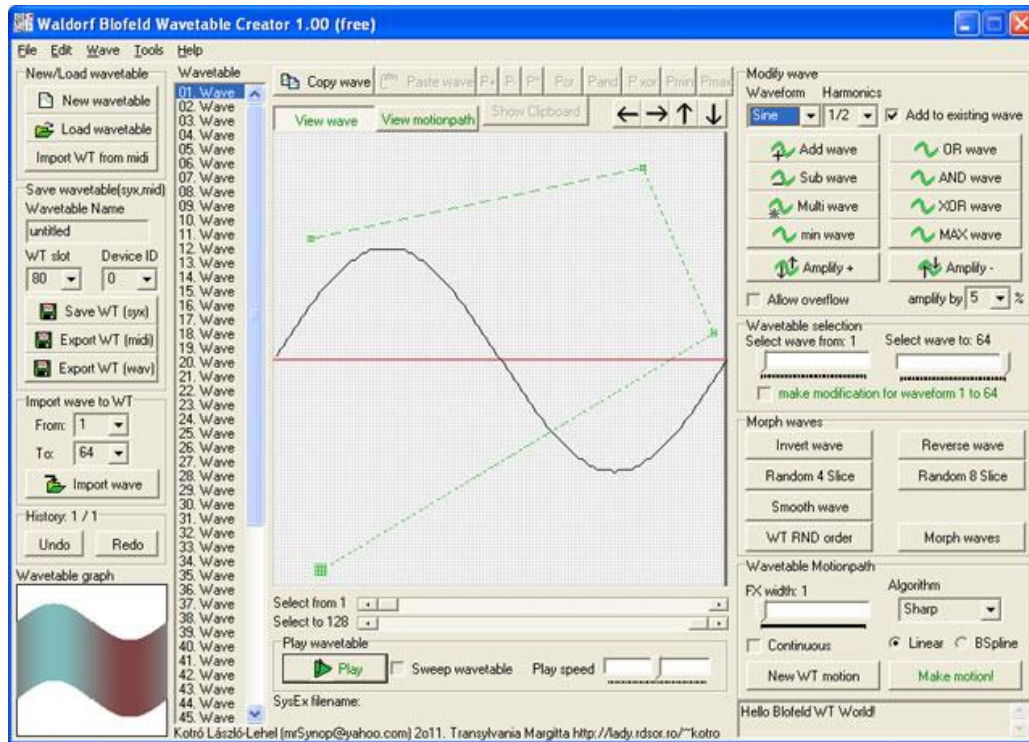 Waldorf Blofeld Wavetable Creator 1.00 (free)
File Edit Wave Tools Help
New/Load wavetable
New wavetable
Load wavetable
Import WT from midi
Save wavetable(syx,mid)
Wavetable Name
untitled
WT slot Device ID
80 0
Save WT (syx)
Export WT (midi)
Export WT (wav)
Import wave to WT
From: 1
To: 64
Import wave
History: 1 / 1
Undo Redo
Wavetable graph
Wavetable
01. Wave
02. Wave
03. Wave
04. Wave
05. Wave
06. Wave
07. Wave
08. Wave
09. Wave
10. Wave
11. Wave
12. Wave
13. Wave
14. Wave
15. Wave
16. Wave
17. Wave
18. Wave
19. Wave
20. Wave
21. Wave
22. Wave
23. Wave
24. Wave
25. Wave
26. Wave
27. Wave
28. Wave
29. Wave
30. Wave
31. Wave
32. Wave
33. Wave
34. Wave
35. Wave
36. Wave
37. Wave
38. Wave
39. Wave
40. Wave
41. Wave
42. Wave
43. Wave
44. Wave
45. Wave
Copy wave Paste wave P+ P- P* Por Pand P xor Pmin Pmax
View wave View motionpath Show Clipboard
Select from 1
Select to 128
Play wavetable
Play Sweep wavetable Play speed
SysEx filename:
Kotró László-Lehel (mrSynop@yahoo.com) 2o11. Transylvania Margitta http://lady.rdsor.ro/~kotro
Modify wave
Waveform Harmonics
Sine 1/2 Add to existing wave
Add wave OR wave
Sub wave AND wave
Multi wave XOR wave
min wave MAX wave
Amplify + Amplify -
Allow overflow amplify by 5 %
Wavetable selection
Select wave from: 1 Select wave to: 64
make modification for waveform 1 to 64
Morph waves
Invert wave Reverse wave
Random 4 Slice Random 8 Slice
Smooth wave
WT RND order Morph waves
Wavetable Motionpath
FX width: 1 Algorithm
Sharp
Continuous Linear BSpline
New WT motion Make motion!
Hello Blofeld WT World!